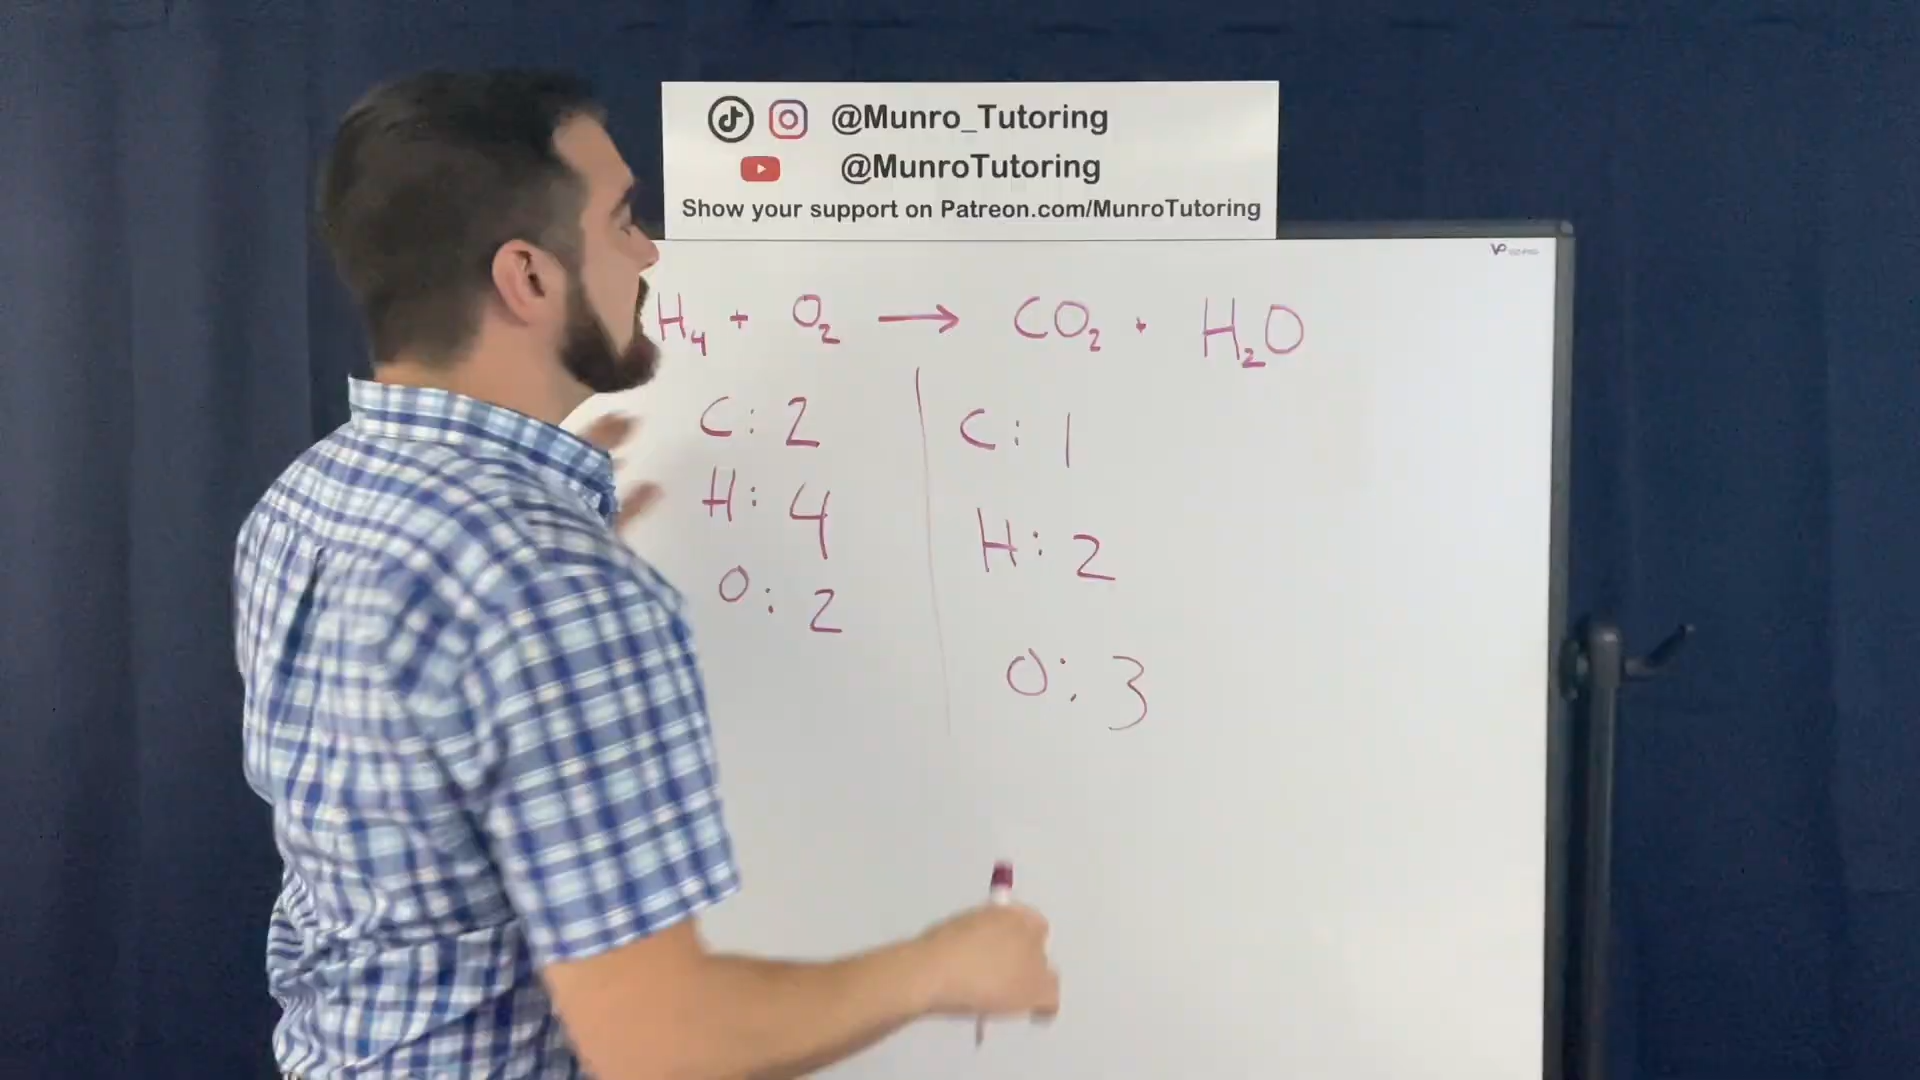 @Munro_Tutoring
@MunroTutoring
Show your support on Patreon.com/MunroTutoring
H₄ + O₂ → CO₂ + H₂O
C: 2
H: 4
O: 2
C: 1
H: 2
O: 3